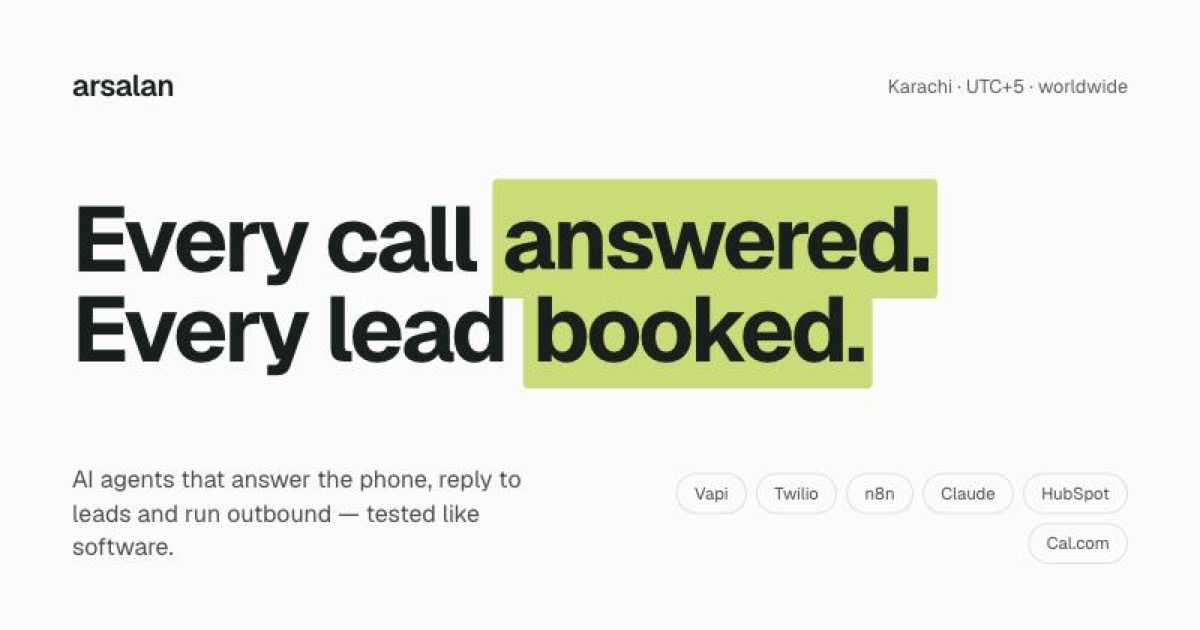 arsalan
Karachi · UTC+5 · worldwide
Every call answered.
Every lead booked.
AI agents that answer the phone, reply to
leads and run outbound — tested like
software.
Vapi
Twilio
n8n
Claude
HubSpot
Cal.com